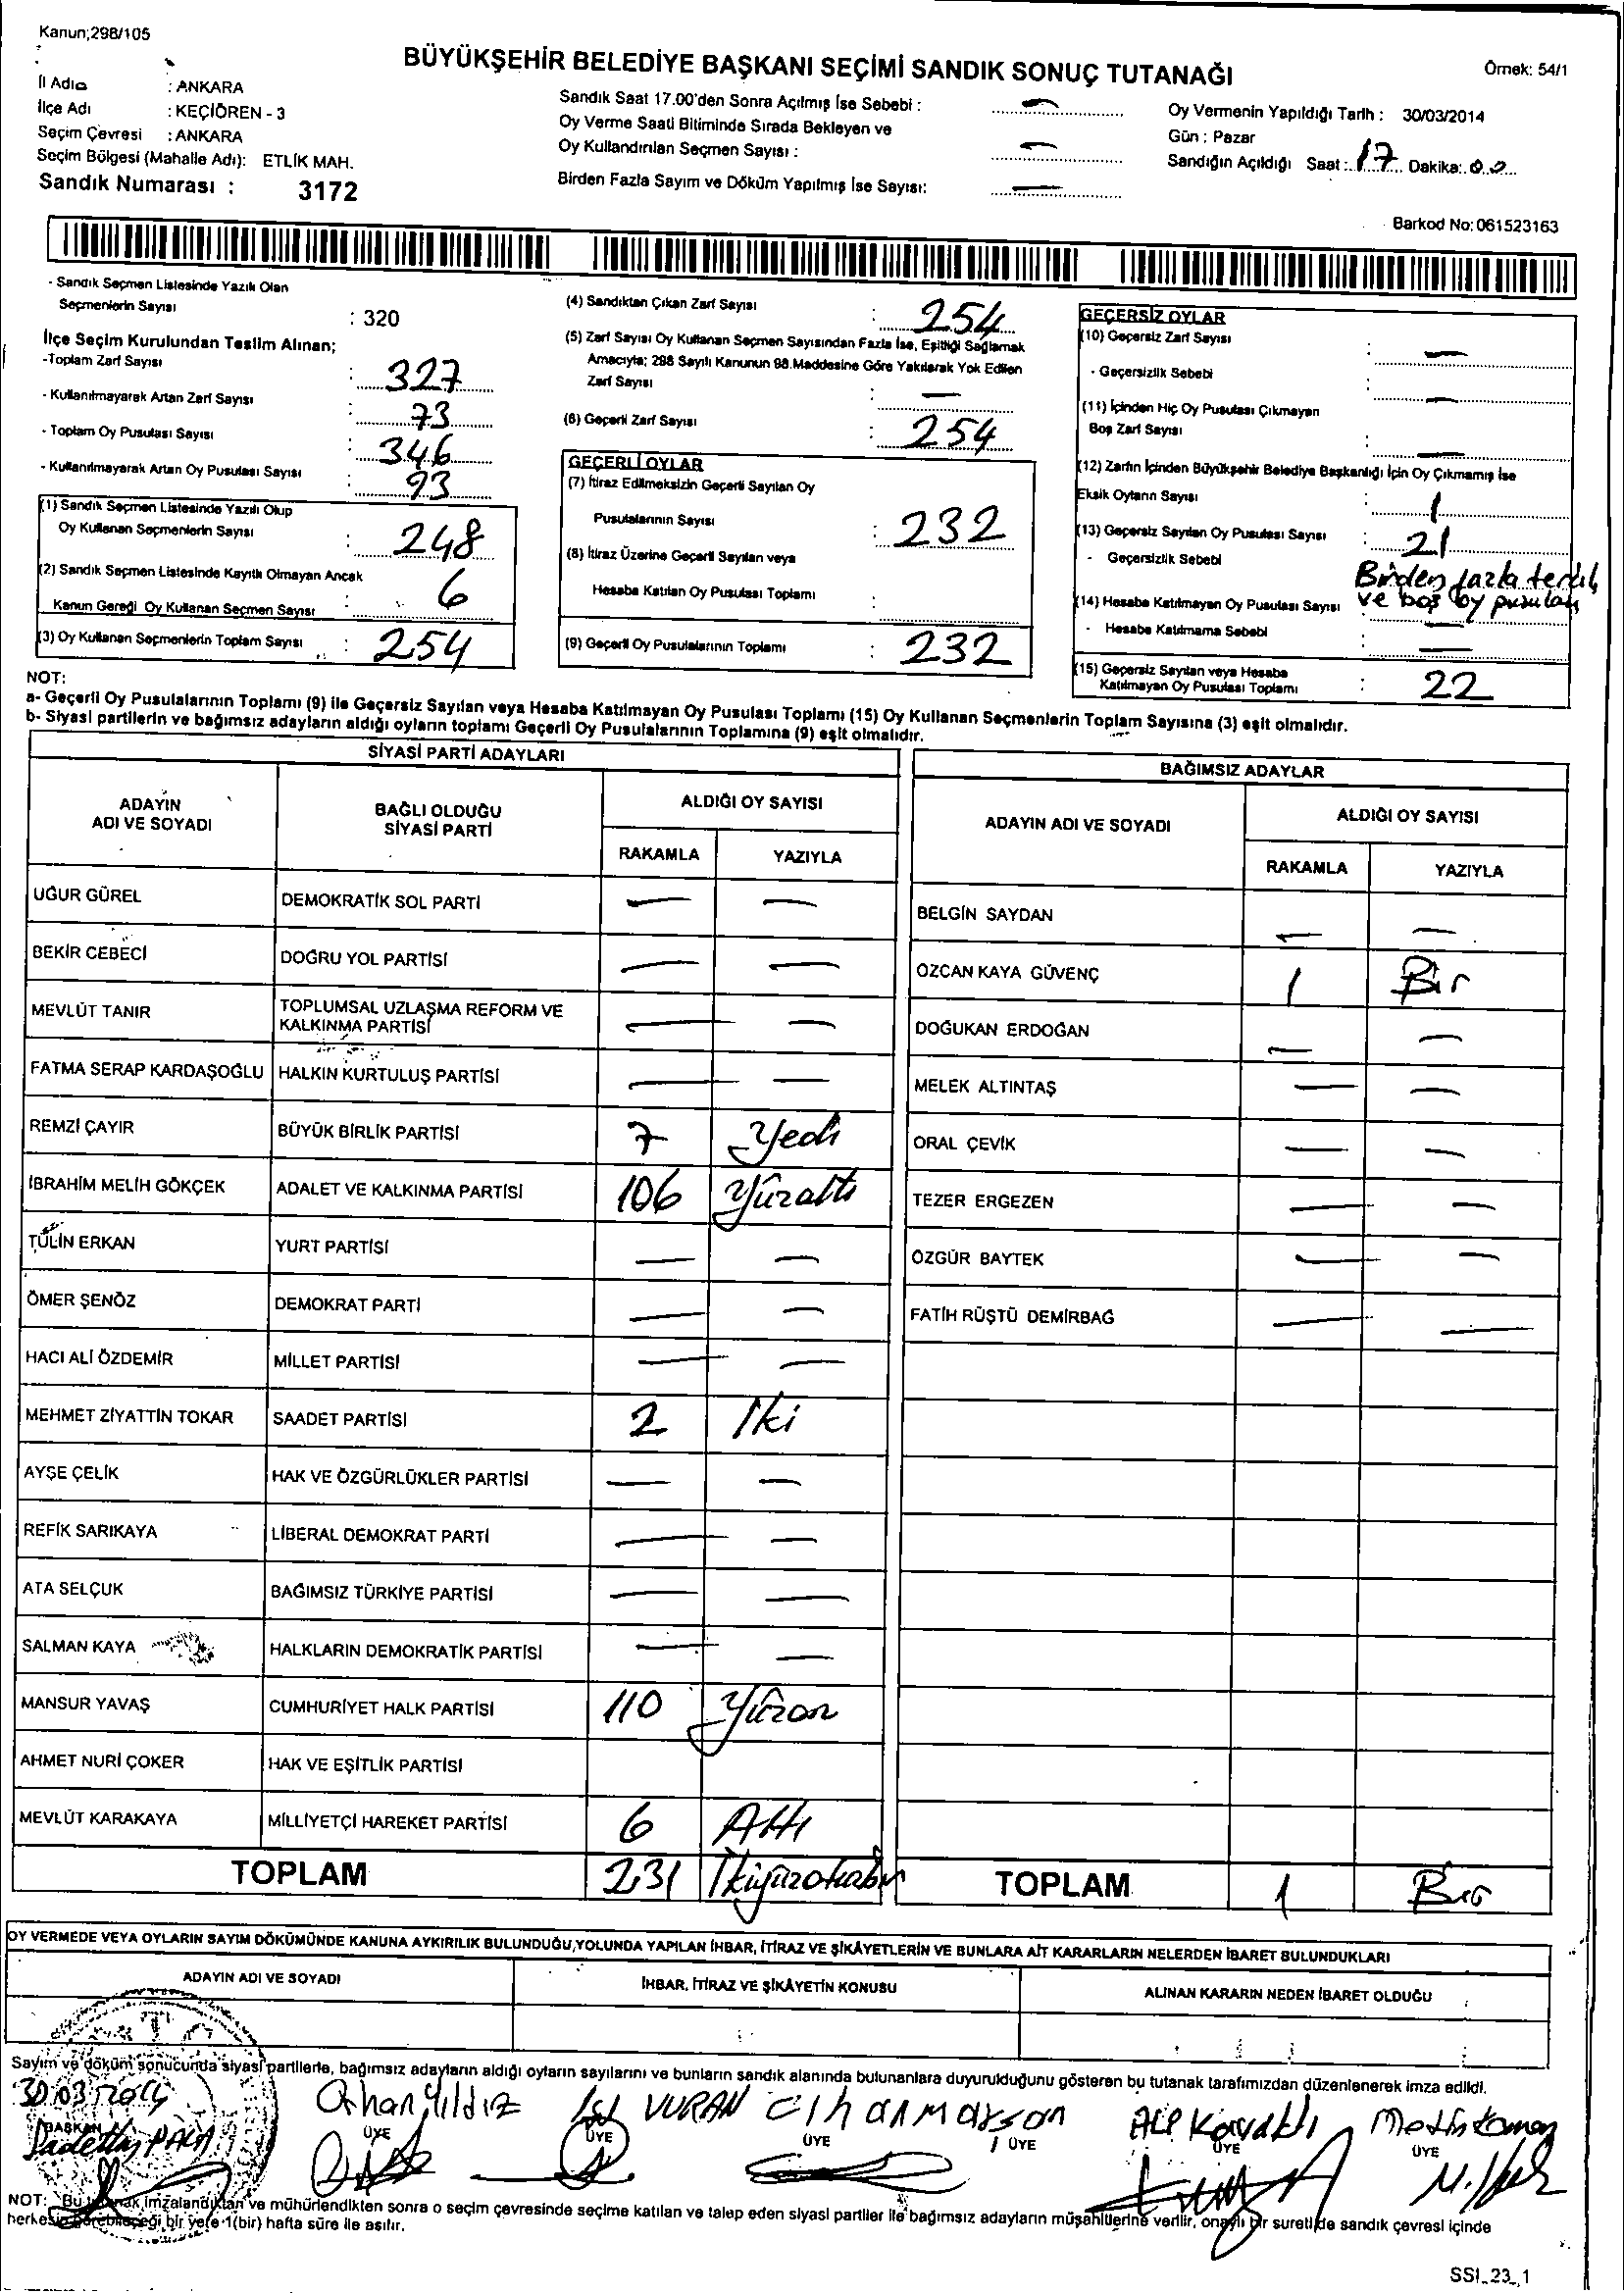 Kanun;298/105
BÜYÜKŞEHİR BELEDİYE BAŞKANI SEÇİMİ SANDIK SONUÇ TUTANAĞI
Örnek: 54/1
İl Adı : ANKARA
İlçe Adı : KEÇİÖREN - 3
Seçim Çevresi : ANKARA
Seçim Bölgesi (Mahalle Adı): ETLİK MAH.
Sandık Numarası : 3172
Sandık Saat 17.00'den Sonra Açılmış İse Sebebi : —
Oy Verme Saati Bitiminde Sırada Bekleyen ve
Oy Kullandırılan Seçmen Sayısı : —
Birden Fazla Sayım ve Döküm Yapılmış İse Sayısı: —
Oy Vermenin Yapıldığı Tarih : 30/03/2014
Gün : Pazar
Sandığın Açıldığı Saat : 17 Dakika: 00
Barkod No: 061523163
- Sandık Seçmen Listesinde Yazılı Olan
Seçmenlerin Sayısı : 320
İlçe Seçim Kurulundan Teslim Alınan;
-Toplam Zarf Sayısı : 327
- Kullanılmayarak Artan Zarf Sayısı : 73
- Toplam Oy Pusulası Sayısı : 346
- Kullanılmayarak Artan Oy Pusulası Sayısı : 93
(1) Sandık Seçmen Listesinde Yazılı Olup
Oy Kullanan Seçmenlerin Sayısı : 248
(2) Sandık Seçmen Listesinde Kayıtlı Olmayan Ancak
Kanun Gereği Oy Kullanan Seçmen Sayısı : 6
(3) Oy Kullanan Seçmenlerin Toplam Sayısı : 254
(4) Sandıktan Çıkan Zarf Sayısı : 254
(5) Zarf Sayısı Oy Kullanan Seçmen Sayısından Fazla İse, Eşitliği Sağlamak
Amacıyla; 298 Sayılı Kanunun 98.Maddesine Göre Yakılarak Yok Edilen
Zarf Sayısı : —
(6) Geçerli Zarf Sayısı : 254
GEÇERLİ OYLAR
(7) İtiraz Edilmeksizin Geçerli Sayılan Oy
Pusulalarının Sayısı : 232
(8) İtiraz Üzerine Geçerli Sayılan veya
Hesaba Katılan Oy Pusulası Toplamı :
(9) Geçerli Oy Pusulalarının Toplamı : 232
GEÇERSİZ OYLAR
(10) Geçersiz Zarf Sayısı : —
- Geçersizlik Sebebi : —
(11) İçinden Hiç Oy Pusulası Çıkmayan
Boş Zarf Sayısı : —
(12) Zarfın İçinden Büyükşehir Belediye Başkanlığı İçin Oy Çıkmamış İse
Eksik Oyların Sayısı : 1
(13) Geçersiz Sayılan Oy Pusulası Sayısı : 21
- Geçersizlik Sebebi Birden fazla tercih
ve boş oy pusulası
(14) Hesaba Katılmayan Oy Pusulası Sayısı : —
- Hesaba Katılmama Sebebi —
(15) Geçersiz Sayılan veya Hesaba
Katılmayan Oy Pusulası Toplamı : 22
NOT:
a- Geçerli Oy Pusulalarının Toplamı (9) ile Geçersiz Sayılan veya Hesaba Katılmayan Oy Pusulası Toplamı (15) Oy Kullanan Seçmenlerin Toplam Sayısına (3) eşit olmalıdır.
b- Siyasi partilerin ve bağımsız adayların aldığı oyların toplamı Geçerli Oy Pusulalarının Toplamına (9) eşit olmalıdır.
SİYASİ PARTİ ADAYLARI
ADAYIN ADI VE SOYADI
BAĞLI OLDUĞU SİYASİ PARTİ
ALDIĞI OY SAYISI
RAKAMLA YAZIYLA
UĞUR GÜREL DEMOKRATİK SOL PARTİ — —
BEKİR CEBECİ DOĞRU YOL PARTİSİ — —
MEVLÜT TANIR TOPLUMSAL UZLAŞMA REFORM VE
KALKINMA PARTİSİ — —
FATMA SERAP KARDAŞOĞLU HALKIN KURTULUŞ PARTİSİ — —
REMZİ ÇAYIR BÜYÜK BİRLİK PARTİSİ 7 Yedi
İBRAHİM MELİH GÖKÇEK ADALET VE KALKINMA PARTİSİ 106 Yüzaltı
TÜLİN ERKAN YURT PARTİSİ — —
ÖMER ŞENÖZ DEMOKRAT PARTİ — —
HACI ALİ ÖZDEMİR MİLLET PARTİSİ — —
MEHMET ZİYATTİN TOKAR SAADET PARTİSİ 2 İki
AYŞE ÇELİK HAK VE ÖZGÜRLÜKLER PARTİSİ — —
REFİK SARIKAYA LİBERAL DEMOKRAT PARTİ — —
ATA SELÇUK BAĞIMSIZ TÜRKİYE PARTİSİ — —
SALMAN KAYA HALKLARIN DEMOKRATİK PARTİSİ — —
MANSUR YAVAŞ CUMHURİYET HALK PARTİSİ 110 Yüzon
AHMET NURİ ÇOKER HAK VE EŞİTLİK PARTİSİ
MEVLÜT KARAKAYA MİLLİYETÇİ HAREKET PARTİSİ 6 Altı
TOPLAM 231
BAĞIMSIZ ADAYLAR
ADAYIN ADI VE SOYADI
ALDIĞI OY SAYISI
RAKAMLA YAZIYLA
BELGİN SAYDAN — —
ÖZCAN KAYA GÜVENÇ 1 Bir
DOĞUKAN ERDOĞAN — —
MELEK ALTINTAŞ — —
ORAL ÇEVİK — —
TEZER ERGEZEN — —
ÖZGÜR BAYTEK — —
FATİH RÜŞTÜ DEMİRBAĞ — —
TOPLAM 1 Bir
OY VERMEDE VEYA OYLARIN SAYIM DÖKÜMÜNDE KANUNA AYKIRILIK BULUNDUĞU,YOLUNDA YAPILAN İHBAR, İTİRAZ VE ŞİKÂYETLERİN VE BUNLARA AİT KARARLARIN NELERDEN İBARET BULUNDUKLARI
ADAYIN ADI VE SOYADI
İHBAR, İTİRAZ VE ŞİKÂYETİN KONUSU
ALINAN KARARIN NEDEN İBARET OLDUĞU
Sayım ve döküm sonucunda siyasi partilerle, bağımsız adayların aldığı oyların sayılarını ve bunların sandık alanında bulunanlara duyurulduğunu gösteren bu tutanak tarafımızdan düzenlenerek imza edildi.
30.03.2014 Orhan Yıldız VURAN
BAŞKAN ÜYE ÜYE ÜYE ÜYE ÜYE ÜYE
NOT: Bu tutanak imzalandıktan ve mühürlendikten sonra o seçim çevresinde seçime katılan ve talep eden siyasi partiler ile bağımsız adayların müşahitlerine verilir, onaylı bir sureti de sandık çevresi içinde
herkesin görebileceği bir yere 1(bir) hafta süre ile asılır.
SSI_23_1